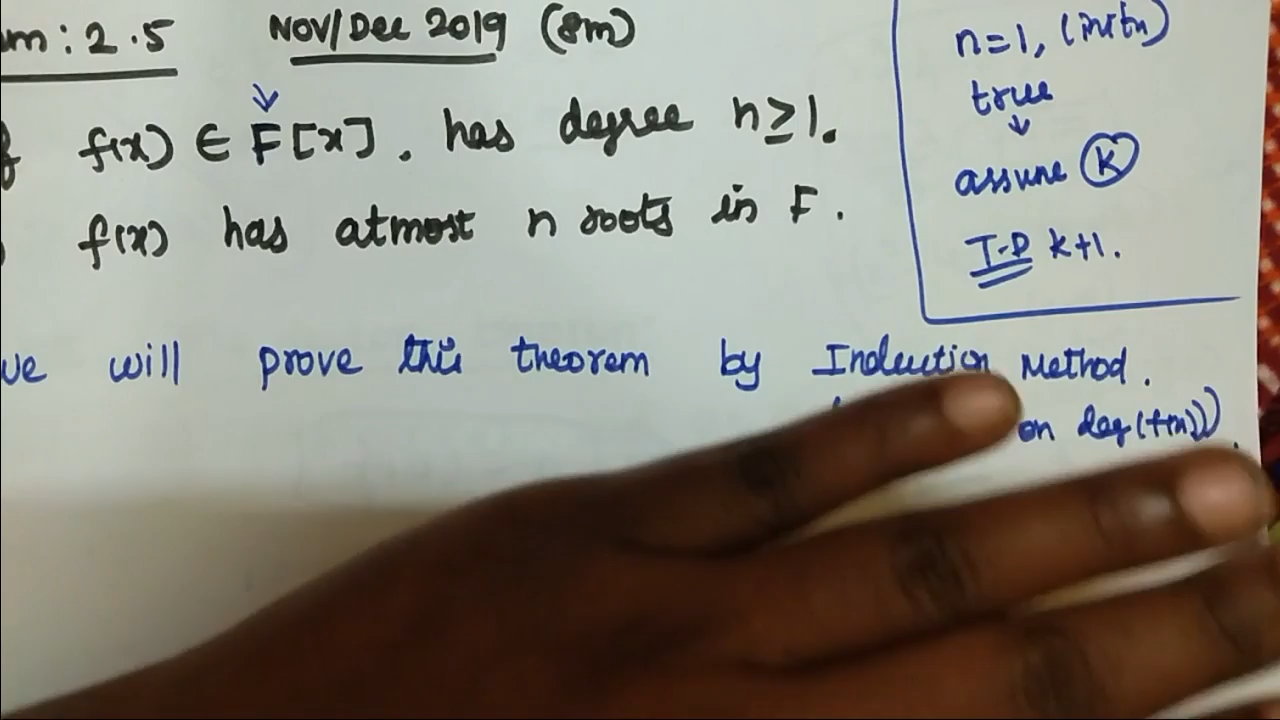 m: 2.5 NOV/Dec 2019 (8m)
f(x) ∈ F[x]. has degree n≥1.
f(x) has atmost n roots in F.
we will prove this theorem by Induction Method.
on deg(f(x)).
n=1,
true
↓
assume K
T.P k+1.